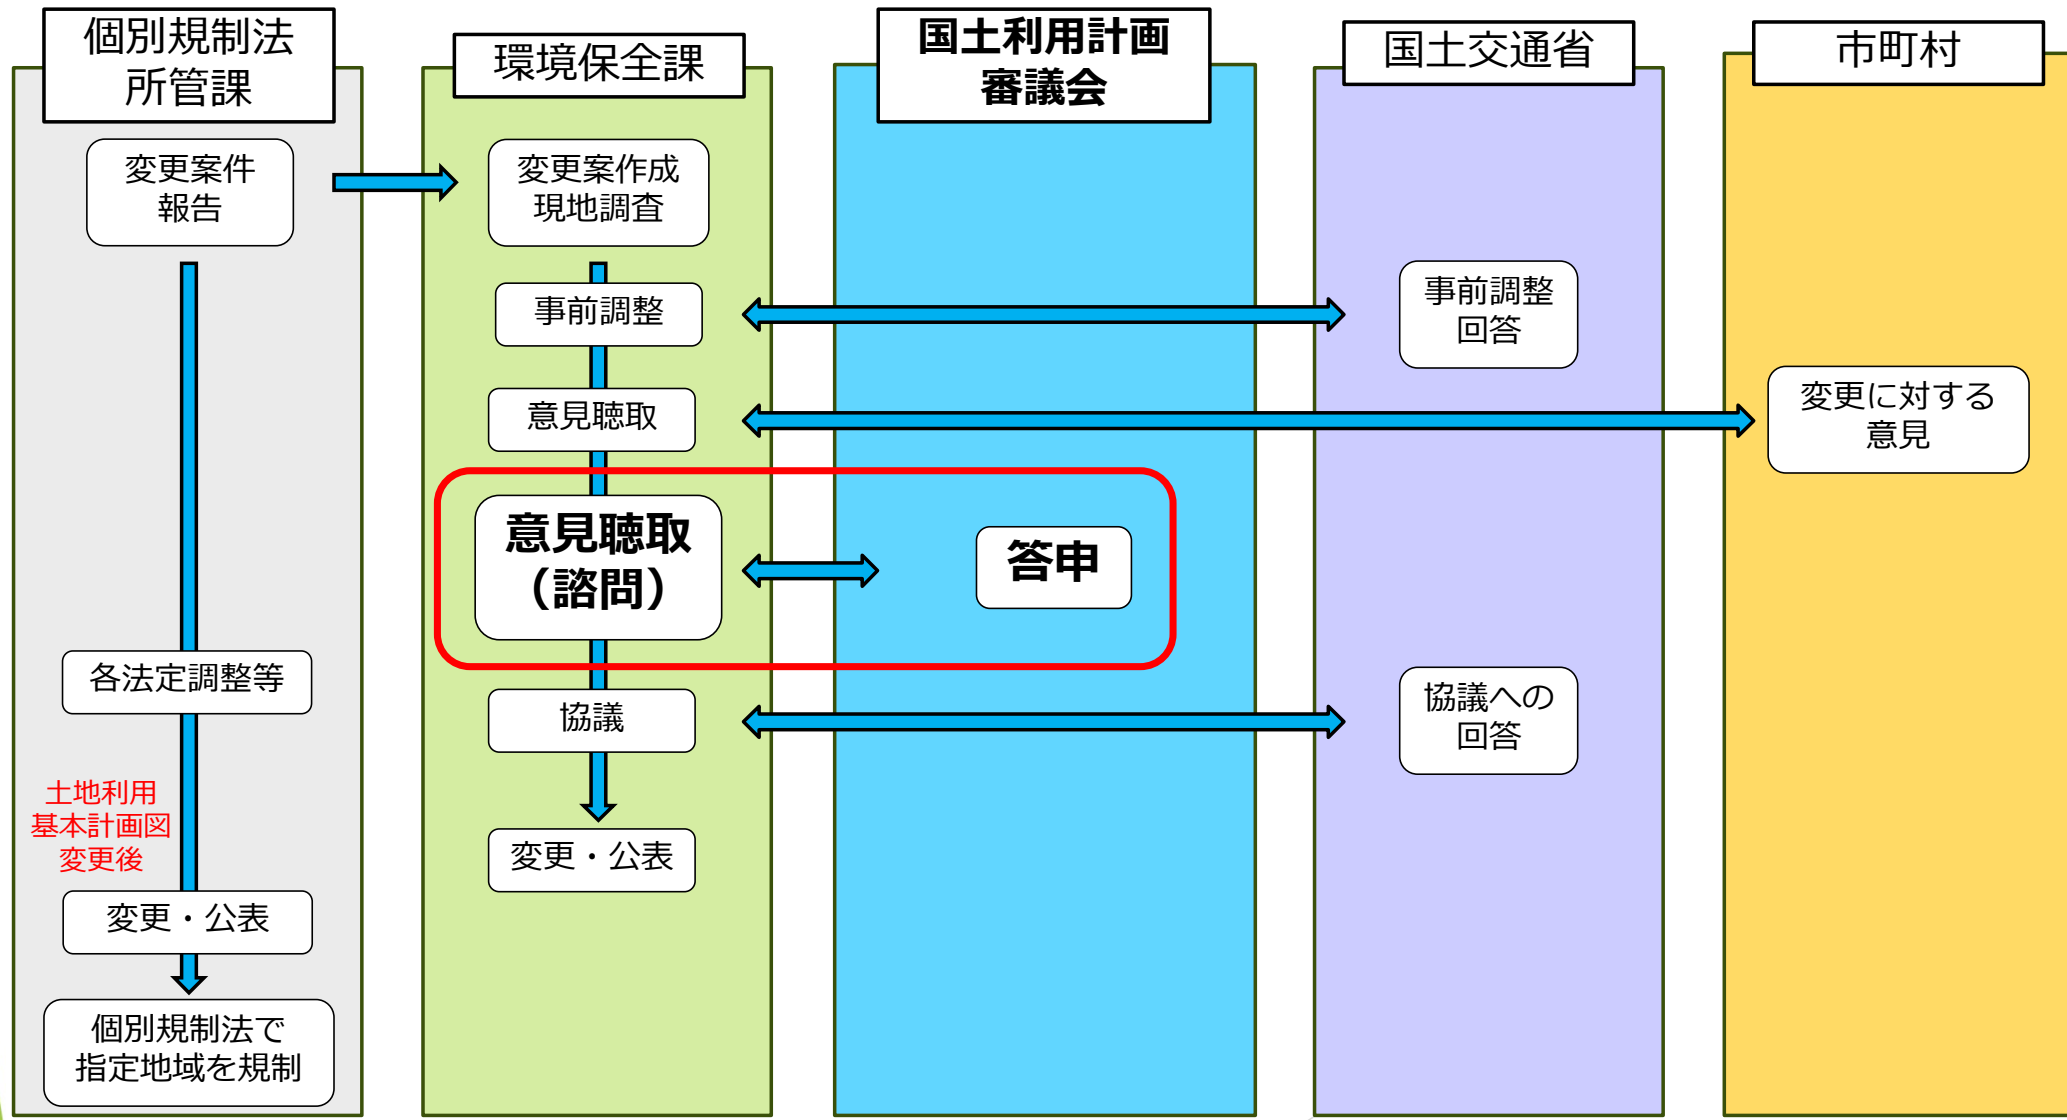 個別規制法
所管課
環境保全課
国土利用計画
審議会
国土交通省
市町村
変更案件
報告
変更案作成
現地調査
事前調整
事前調整
回答
意見聴取
変更に対する
意見
意見聴取
（諮問）
答申
各法定調整等
協議
協議への
回答
土地利用
基本計画図
変更後
変更・公表
変更・公表
個別規制法で
指定地域を規制